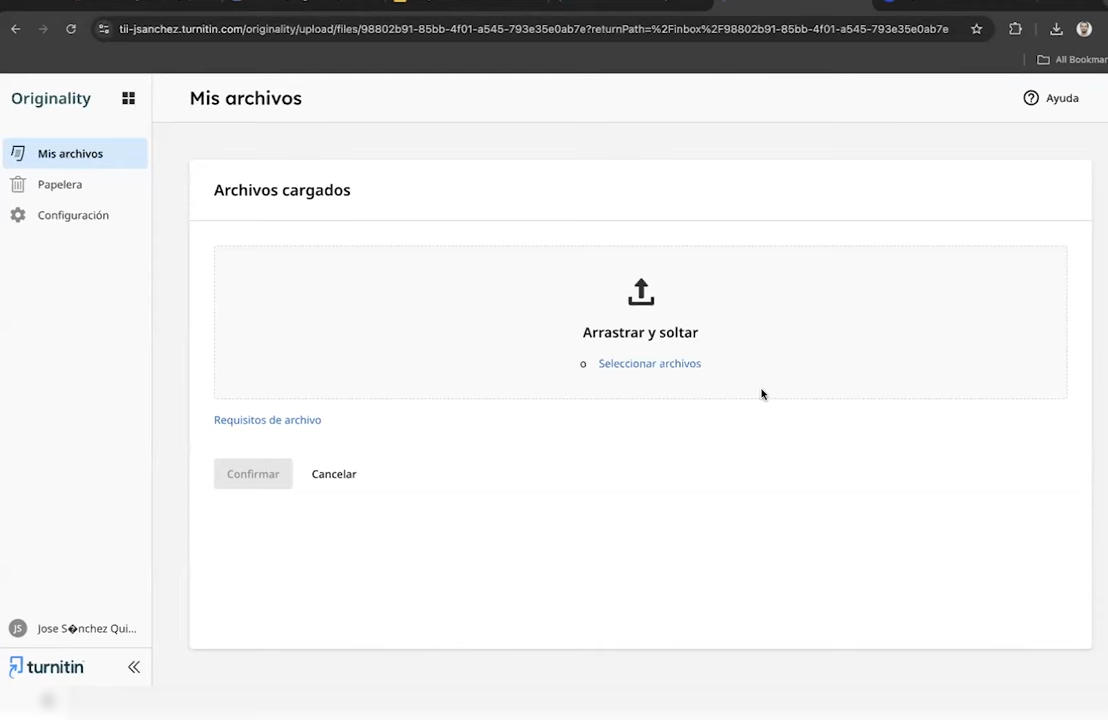 tii-jsanchez.turnitin.com/originality/upload/files/98802b91-85bb-4f01-a545-793e35e0ab7e?returnPath=%2Finbox%2F98802b91-85bb-4f01-a545-793e35e0ab7e
All Bookmar
Originality
Mis archivos
Ayuda
Mis archivos
Papelera
Configuración
Archivos cargados
Arrastrar y soltar
o Seleccionar archivos
Requisitos de archivo
Confirmar Cancelar
JS Jose S�nchez Qui...
turnitin